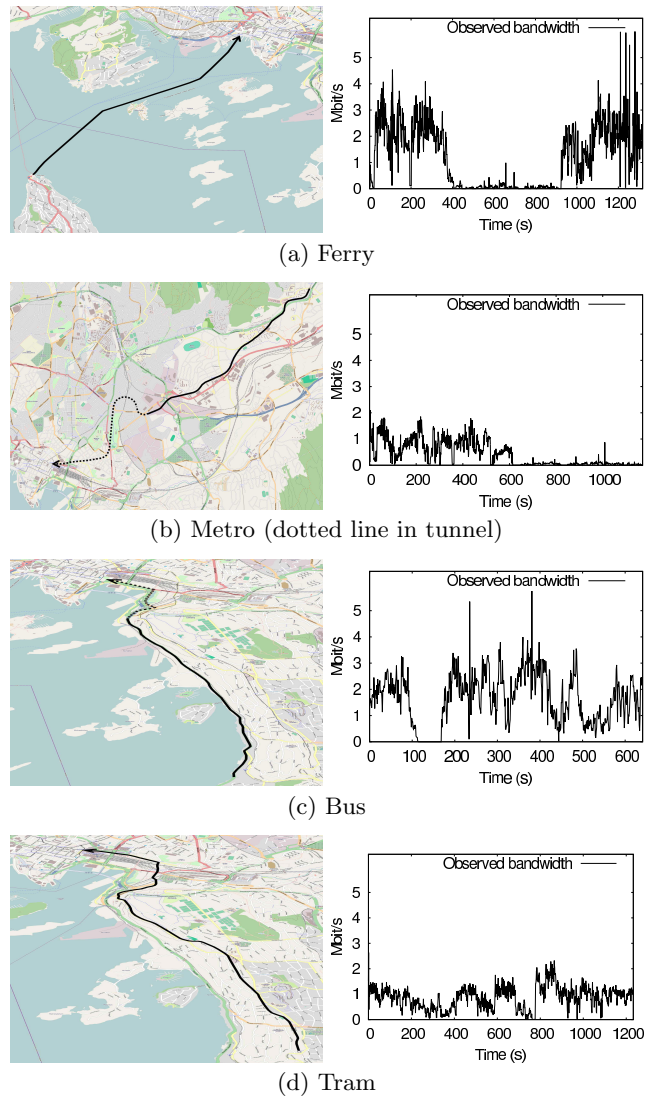 Observed bandwidth
Mbit/s
5
4
3
2
1
0
0 200 400 600 800 1000 1200
Time (s)
(a) Ferry
Observed bandwidth
Mbit/s
5
4
3
2
1
0
0 200 400 600 800 1000
Time (s)
(b) Metro (dotted line in tunnel)
Observed bandwidth
Mbit/s
5
4
3
2
1
0
0 100 200 300 400 500 600
Time (s)
(c) Bus
Observed bandwidth
Mbit/s
5
4
3
2
1
0
0 200 400 600 800 1000 1200
Time (s)
(d) Tram